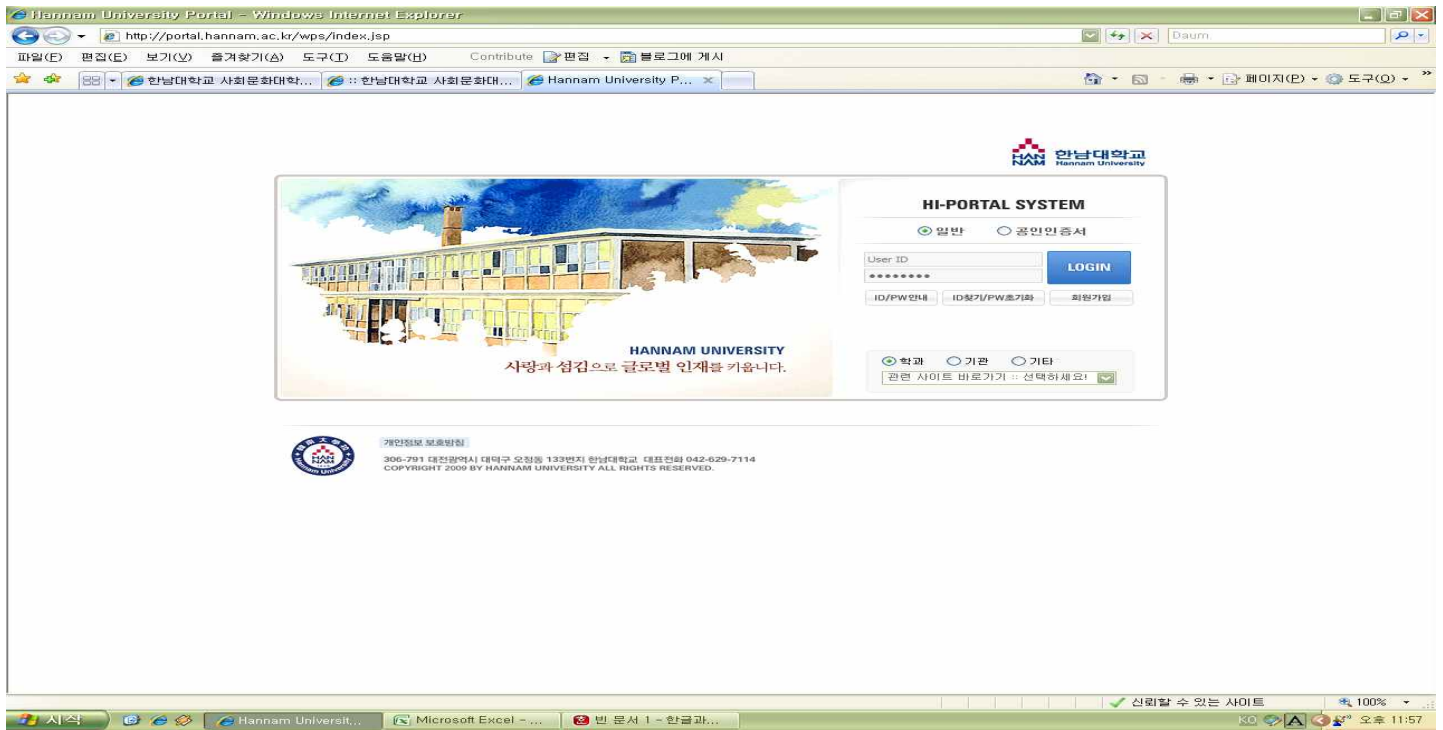 Hannam University Portal - Windows Internet Explorer
http://portal.hannam.ac.kr/wps/index.jsp
Daum
파일(F) 편집(E) 보기(V) 즐겨찾기(A) 도구(T) 도움말(H) Contribute 편집 블로그에 게시
한남대학교 사회문화대학... :: 한남대학교 사회문화대... Hannam University P... 페이지(P) 도구(O) »
HAN NAM 한남대학교
Hannam University
HI-PORTAL SYSTEM
일반 공인인증서
User ID
••••••••
LOGIN
ID/PW안내 ID찾기/PW초기화 회원가입
HANNAM UNIVERSITY
사랑과 섬김으로 글로벌 인재를 키웁니다.
학과 기관 기타
관련 사이트 바로가기 :: 선택하세요!
HAN NAM
개인정보 보호방침
306-791 대전광역시 대덕구 오정동 133번지 한남대학교 대표전화 042-629-7114
COPYRIGHT 2009 BY HANNAM UNIVERSITY ALL RIGHTS RESERVED.
신뢰할 수 있는 사이트 100%
시작 Hannam Universit... Microsoft Excel - ... 빈 문서 1 - 한글과... KO A 오후 11:57